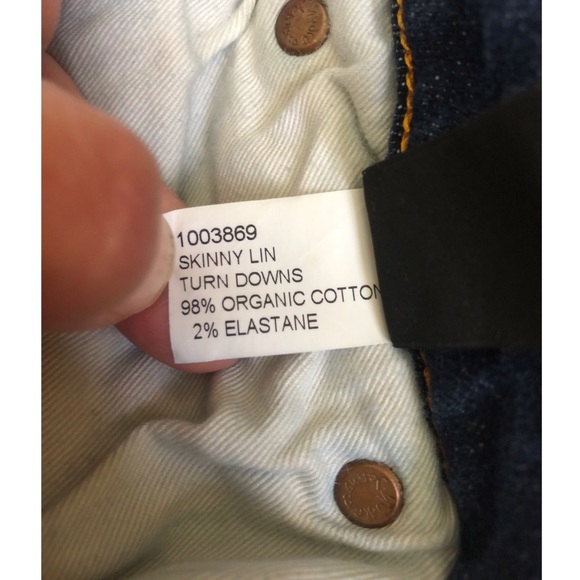 1003869
SKINNY LIN
TURN DOWNS
98% ORGANIC COTTON
2% ELASTANE